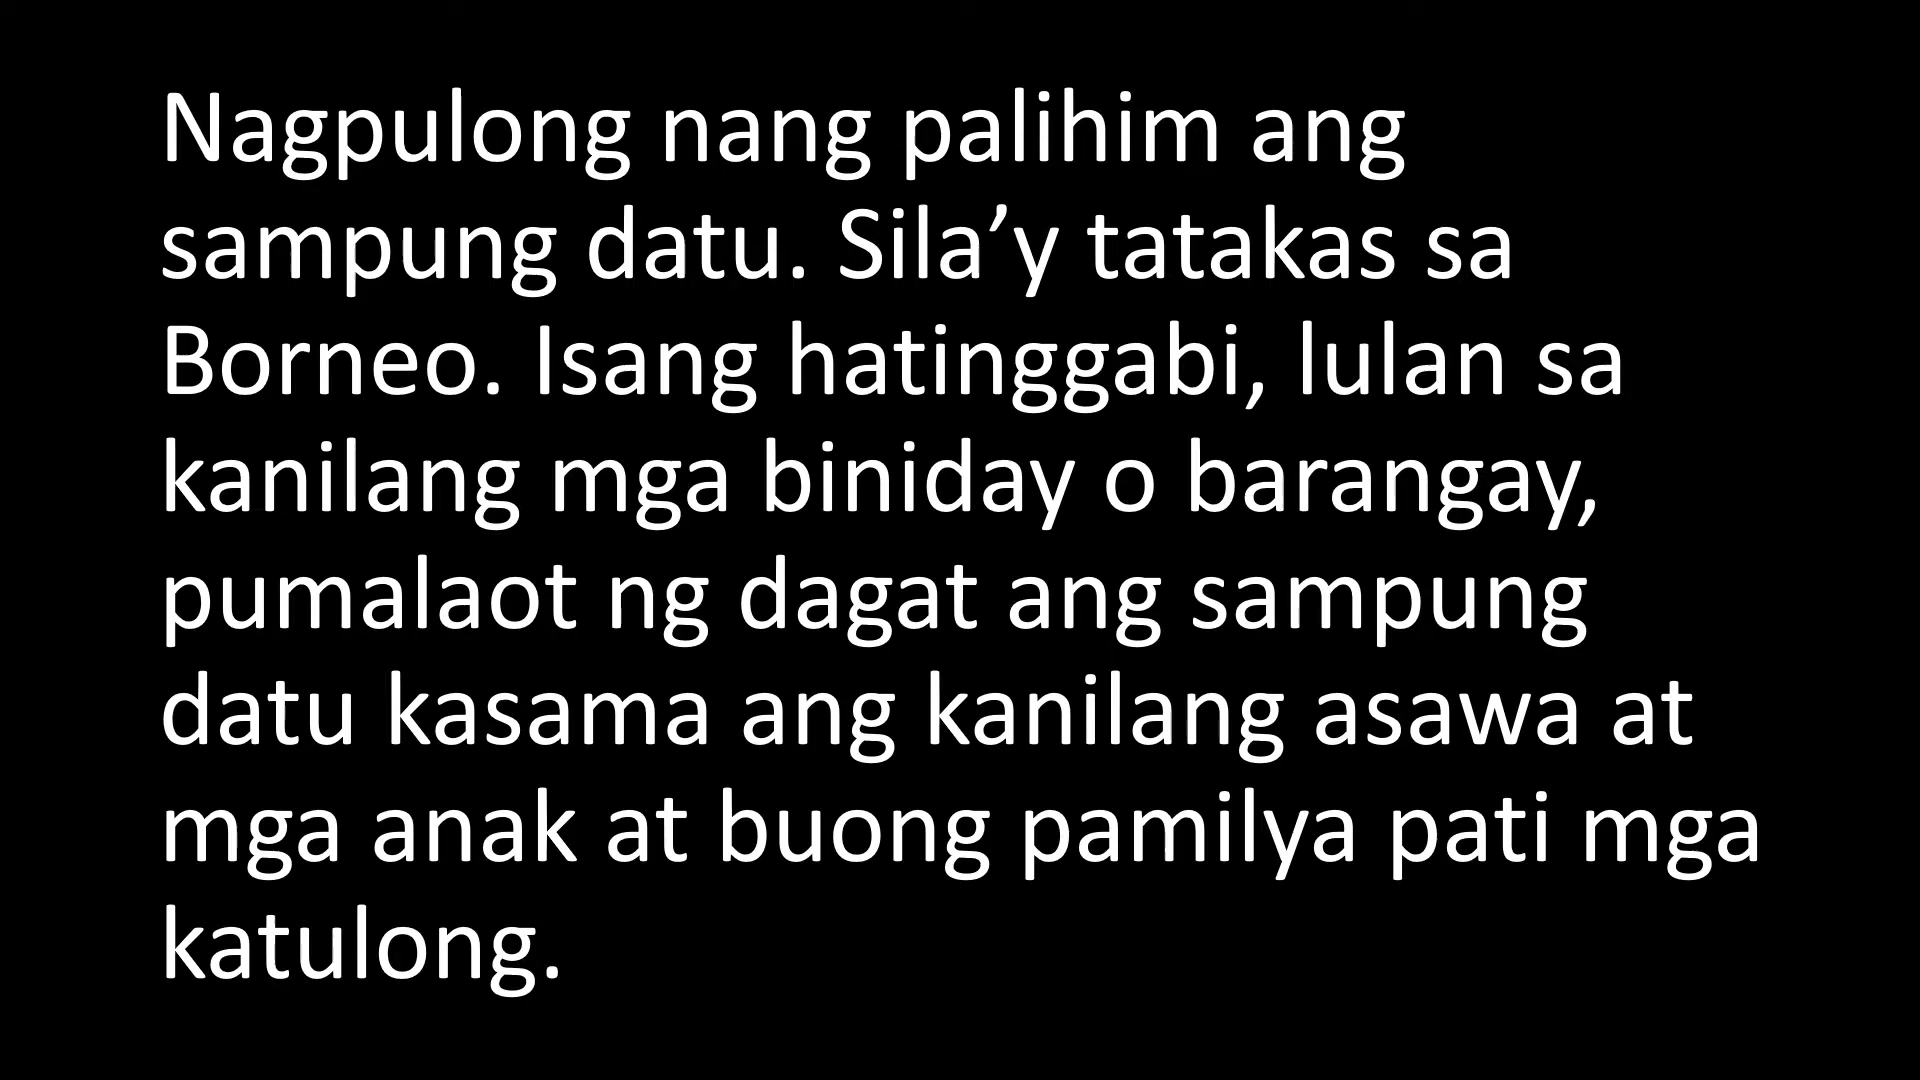 Nagpulong nang palihim ang
sampung datu. Sila’y tatakas sa
Borneo. Isang hatinggabi, lulan sa
kanilang mga biniday o barangay,
pumalaot ng dagat ang sampung
datu kasama ang kanilang asawa at
mga anak at buong pamilya pati mga
katulong.